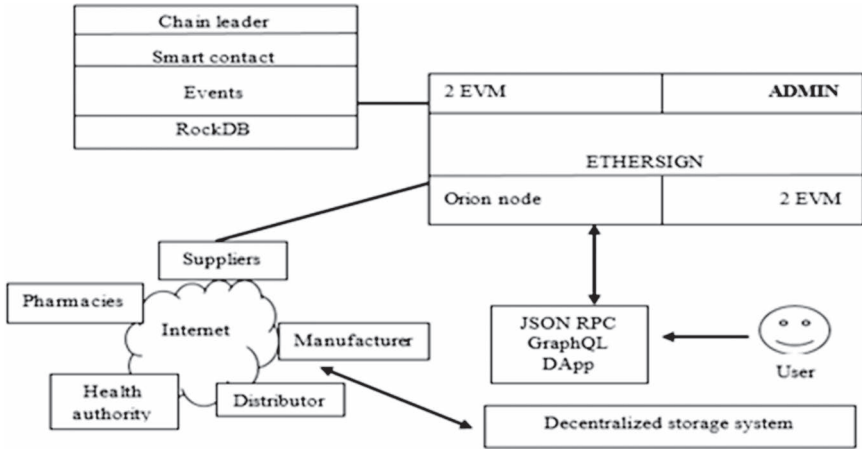 Chain leader
Smart contact
Events
RockDB
2 EVM
ADMIN
ETHERSIGN
Orion node
2 EVM
Suppliers
Pharmacies
Internet
Manufacturer
Health
authority
Distributor
JSON RPC
GraphQL
DApp
User
Decentralized storage system